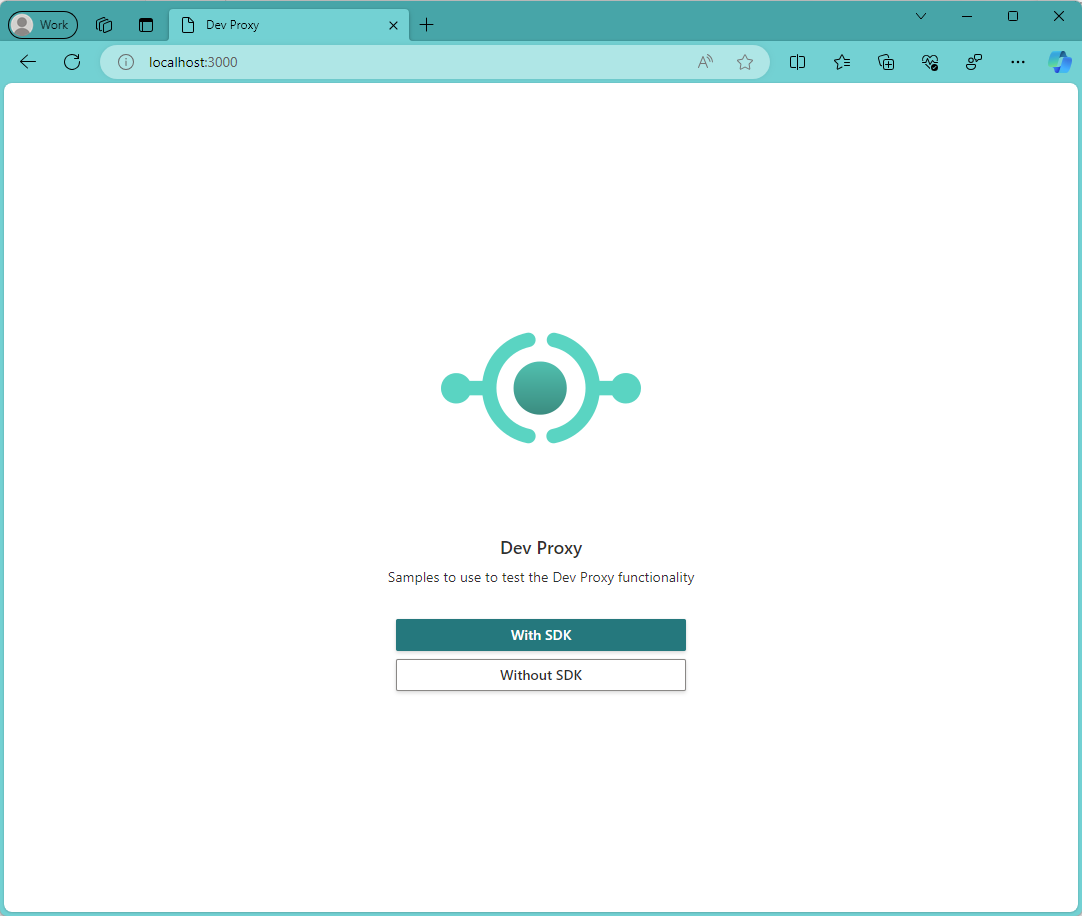 Work
Dev Proxy
localhost:3000
Dev Proxy
Samples to use to test the Dev Proxy functionality
With SDK
Without SDK